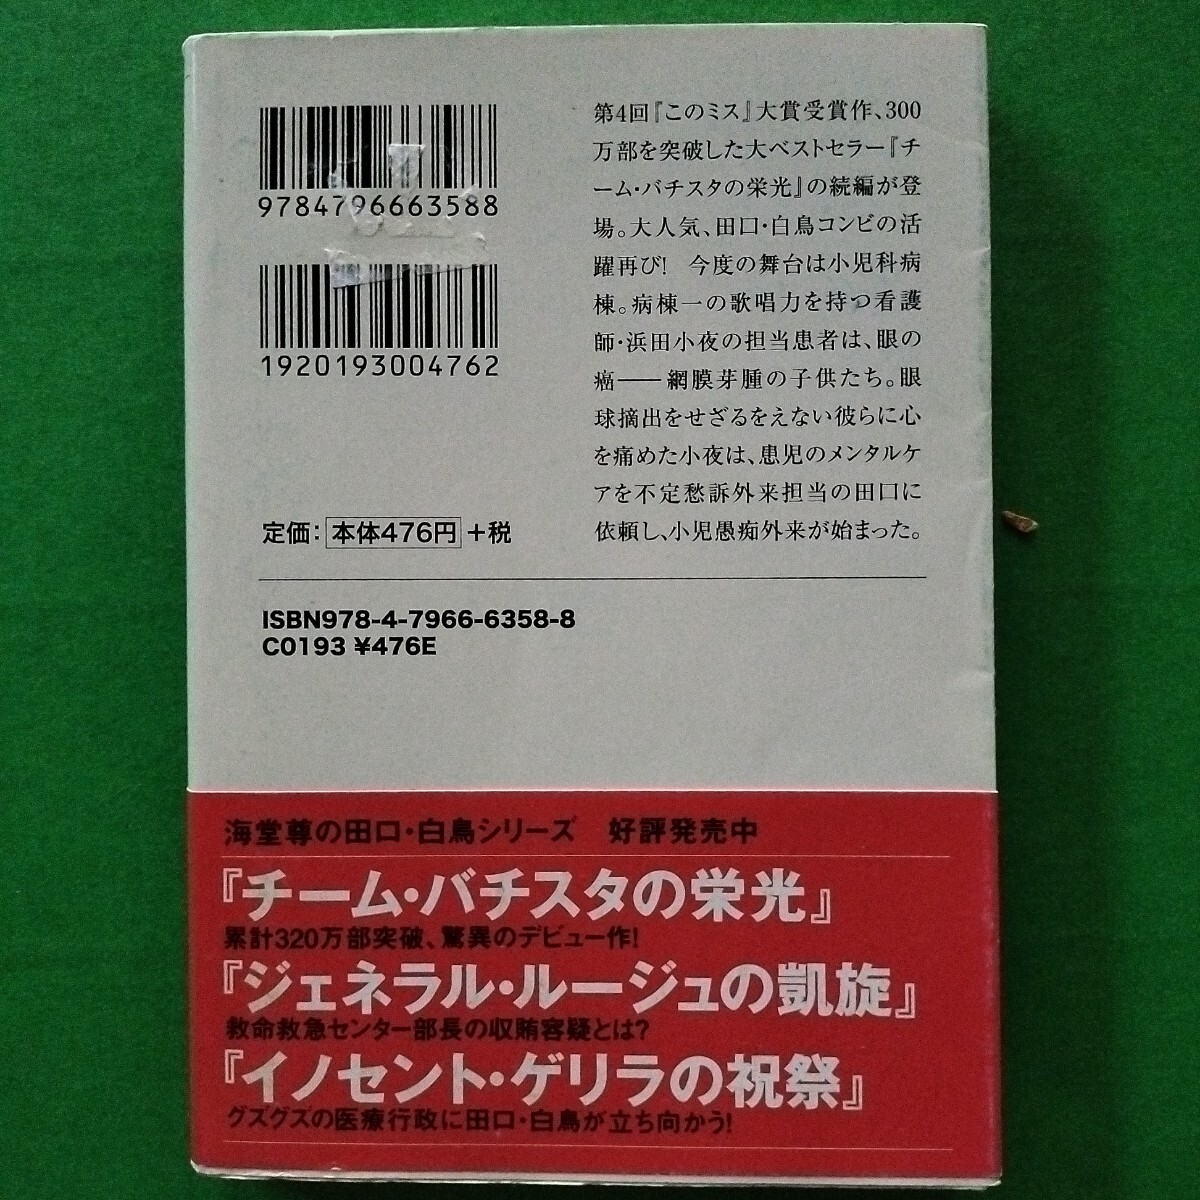 9784796663588
1920193004762
第4回『このミス』大賞受賞作、300
万部を突破した大ベストセラー『チ
ーム・バチスタの栄光』の続編が登
場。大人気、田口・白鳥コンビの活
躍再び! 今度の舞台は小児科病
棟。病棟一の歌唱力を持つ看護
師・浜田小夜の担当患者は、眼の
癌――網膜芽腫の子供たち。眼
球摘出をせざるをえない彼らに心
を痛めた小夜は、患児のメンタルケ
アを不定愁訴外来担当の田口に
依頼し、小児愚痴外来が始まった。
定価:本体476円+税
ISBN978-4-7966-6358-8
C0193 ¥476E
海堂尊の田口・白鳥シリーズ 好評発売中
『チーム・バチスタの栄光』
累計320万部突破、驚異のデビュー作!
『ジェネラル・ルージュの凱旋』
救命救急センター部長の収賄容疑とは?
『イノセント・ゲリラの祝祭』
グズグズの医療行政に田口・白鳥が立ち向かう!